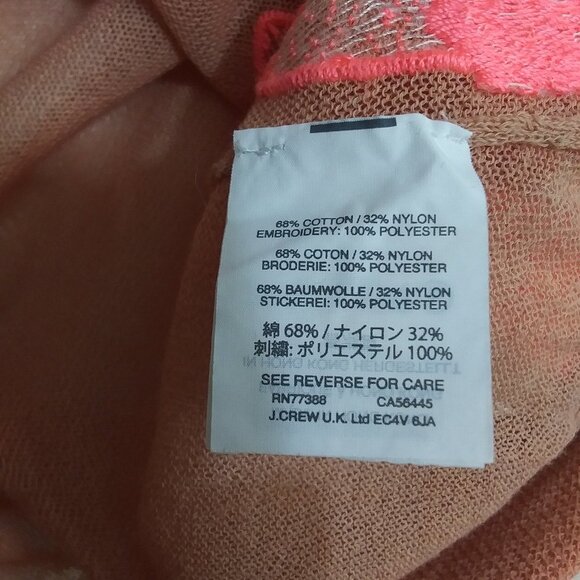 68% COTTON / 32% NYLON
EMBROIDERY: 100% POLYESTER
68% COTON / 32% NYLON
BRODERIE: 100% POLYESTER
68% BAUMWOLLE / 32% NYLON
STICKEREI: 100% POLYESTER
綿 68% / ナイロン 32%
刺繍: ポリエステル 100%
SEE REVERSE FOR CARE
RN77388 CA56445
J.CREW U.K. Ltd EC4V 6JA